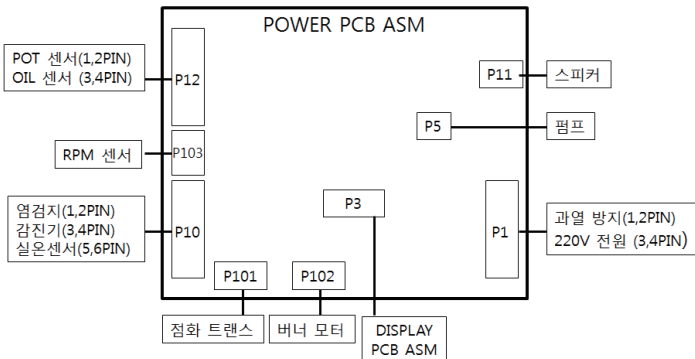 POWER PCB ASM
POT 센서(1,2PIN)
OIL 센서 (3,4PIN)
P12
P11
스피커
P5
펌프
RPM 센서
P103
염검지(1,2PIN)
감진기(3,4PIN)
실온센서(5,6PIN)
P10
P3
P1
과열 방지(1,2PIN)
220V 전원 (3,4PIN)
P101
P102
점화 트랜스
버너 모터
DISPLAY
PCB ASM